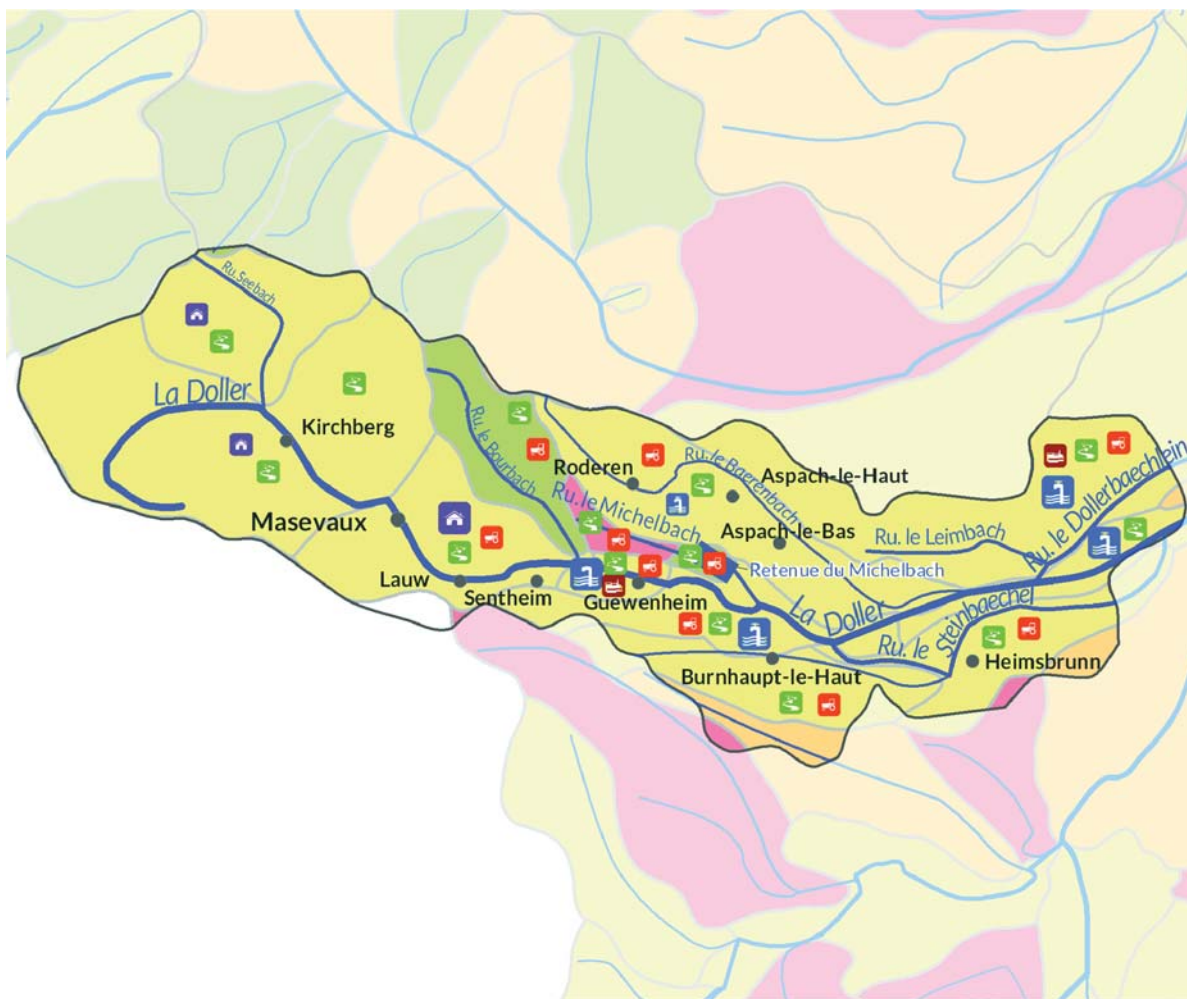 Ru. Seebach
La Doller
Kirchberg
Ru. le Bourbach
Roderen
Ru. le Baerenbach
Aspach-le-Haut
Ru. le Michelbach
Masevaux
Aspach-le-Bas
Ru. le Leimbach
Ru. le Dollerbaechlein
Retenue du Michelbach
Lauw
Sentheim
Guewenheim
La Doller
Ru. le Steinbaechel
Burnhaupt-le-Haut
Heimsbrunn